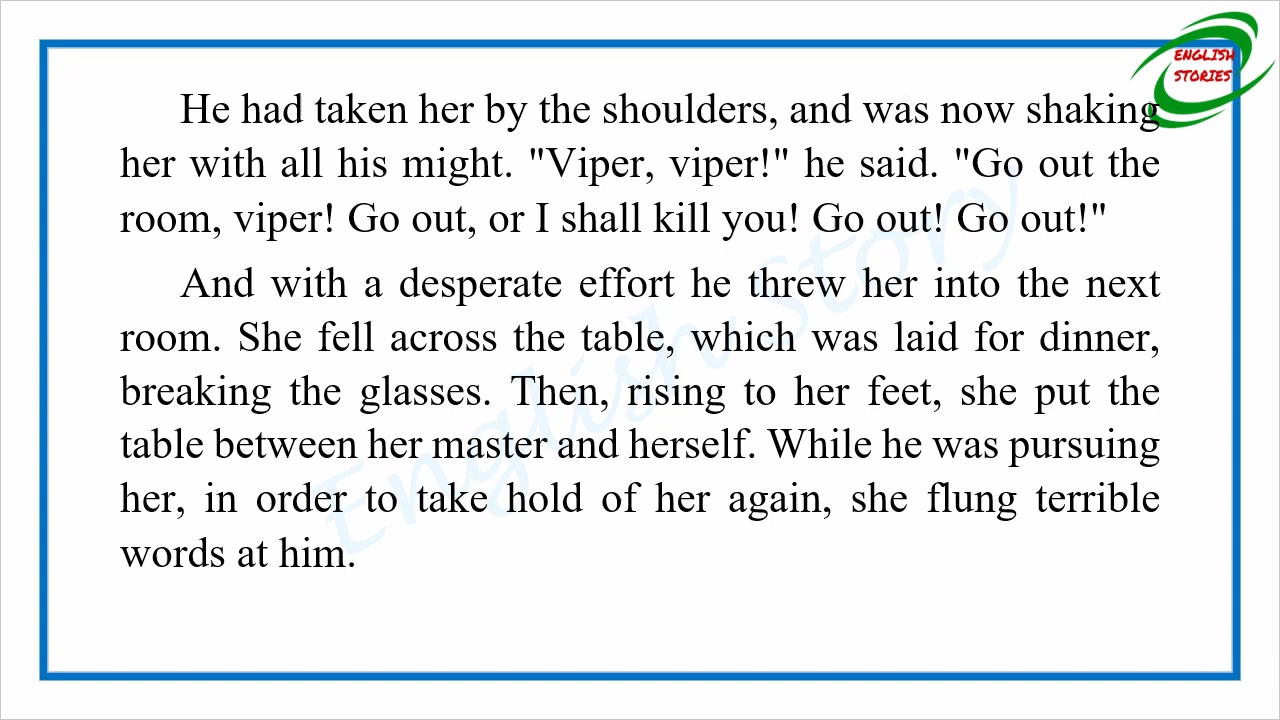 ENGLISH
STORIES
He had taken her by the shoulders, and was now shaking
her with all his might. "Viper, viper!" he said. "Go out the
room, viper! Go out, or I shall kill you! Go out! Go out!"
And with a desperate effort he threw her into the next
room. She fell across the table, which was laid for dinner,
breaking the glasses. Then, rising to her feet, she put the
table between her master and herself. While he was pursuing
her, in order to take hold of her again, she flung terrible
words at him.
English Story